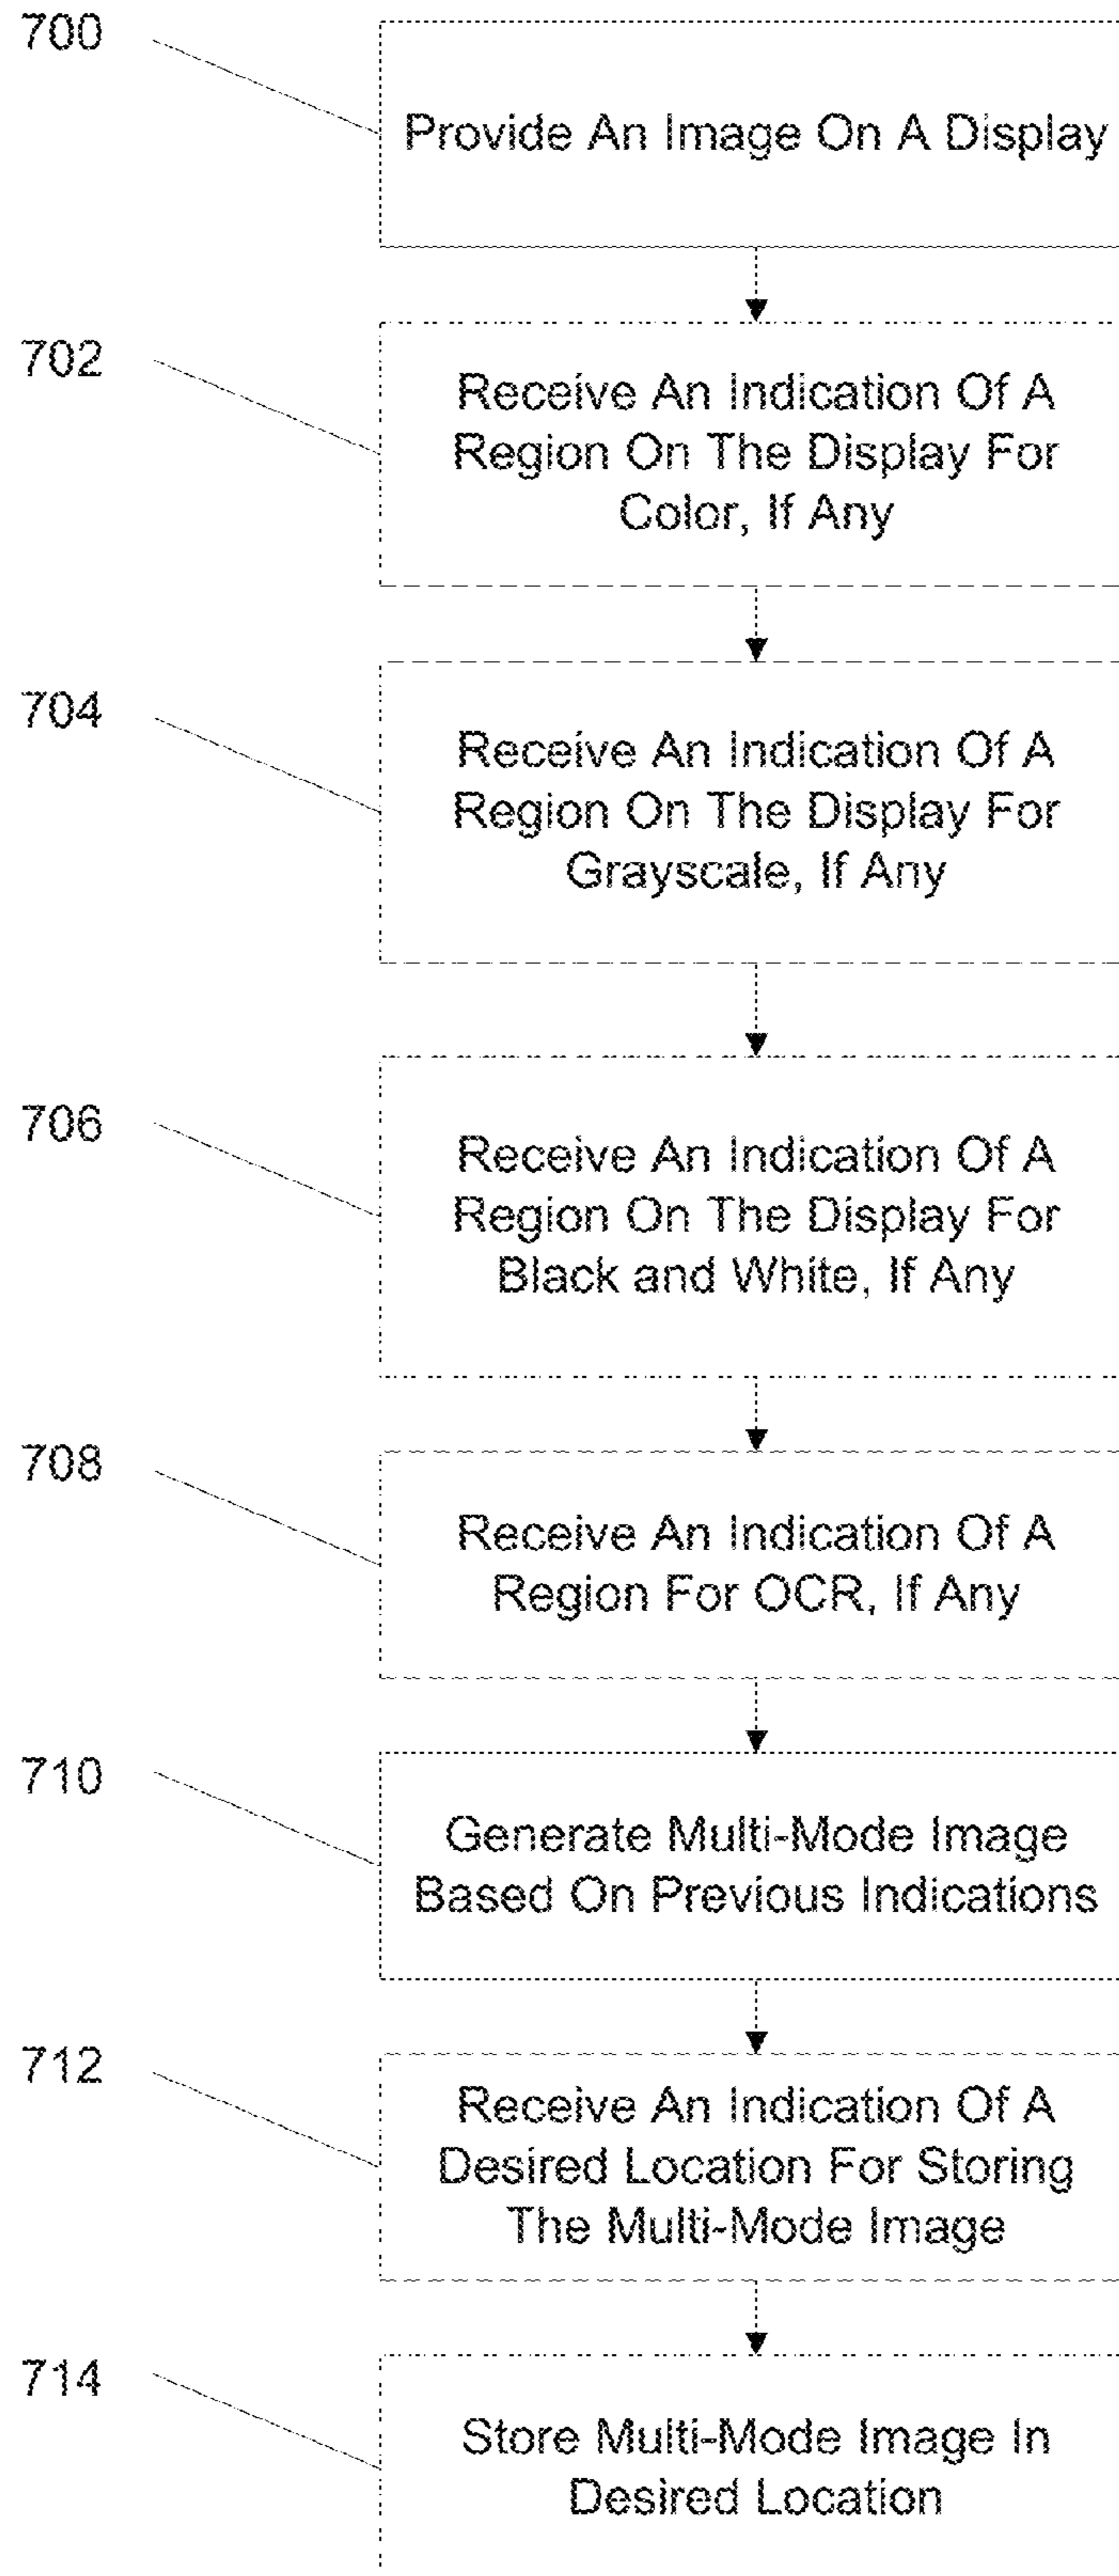 700
Provide An Image On A Display
702
Receive An Indication Of A
Region On The Display For
Color, If Any
704
Receive An Indication Of A
Region On The Display For
Grayscale, If Any
706
Receive An Indication Of A
Region On The Display For
Black and White, If Any
708
Receive An Indication Of A
Region For OCR, If Any
710
Generate Multi-Mode Image
Based On Previous Indications
712
Receive An Indication Of A
Desired Location For Storing
The Multi-Mode Image
714
Store Multi-Mode Image In
Desired Location